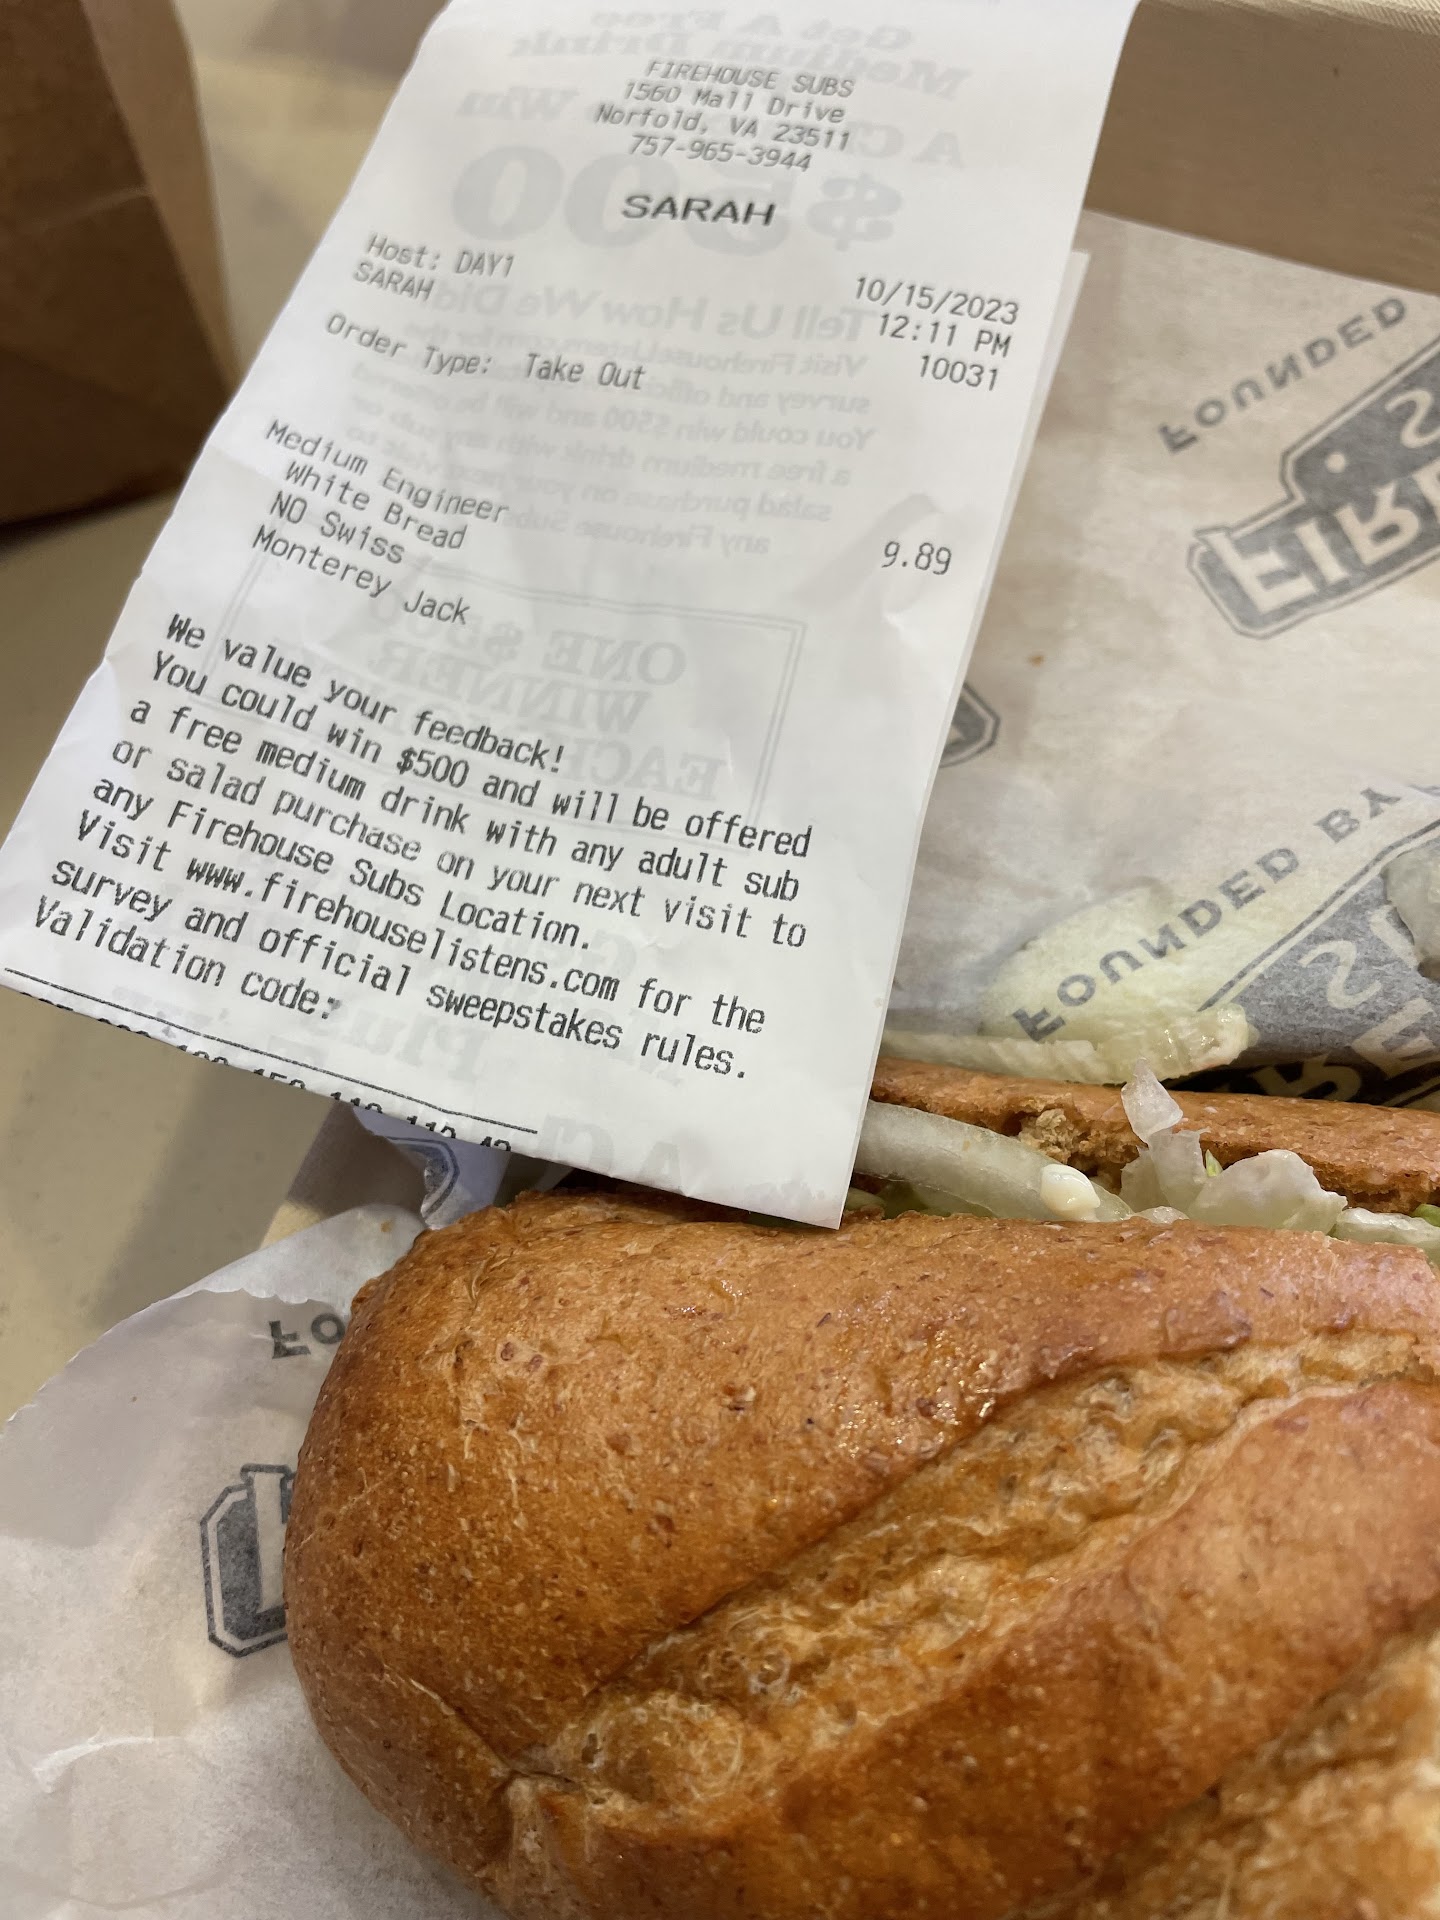 FIREHOUSE SUBS
1560 Mall Drive
Norfold, VA 23511
757-965-3944
SARAH
Host: DAY1 10/15/2023
SARAH 12:11 PM
10031
Order Type: Take Out
Medium Engineer 9.89
White Bread
NO Swiss
Monterey Jack
We value your feedback!
You could win $500 and will be offered
a free medium drink with any adult sub
or salad purchase on your next visit to
any Firehouse Subs Location.
Visit www.firehouselistens.com for the
survey and official sweepstakes rules.
Validation code:
FOUNDED
FIRE
FOUNDED BY
FO